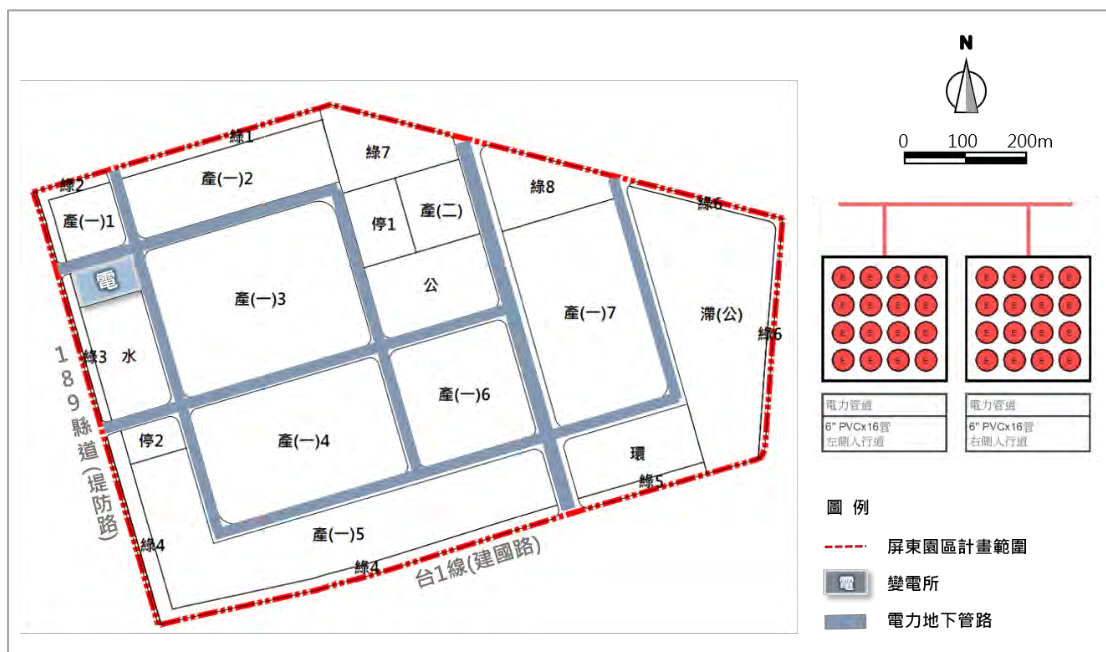 N
0 100 200m
綠1
綠2
綠7
產(一)2
產(一)1
綠8
停1
產(二)
綠6
電
產(一)3
公
產(一)7
滯(公)
綠6
綠3
水
產(一)6
停2
產(一)4
環
綠5
產(一)5
綠4
綠4
189縣道(堤防路)
台1線(建國路)
電力管道
6" PVCx16管
左側人行道
電力管道
6" PVCx16管
右側人行道
圖 例
屏東園區計畫範圍
電
變電所
電力地下管路